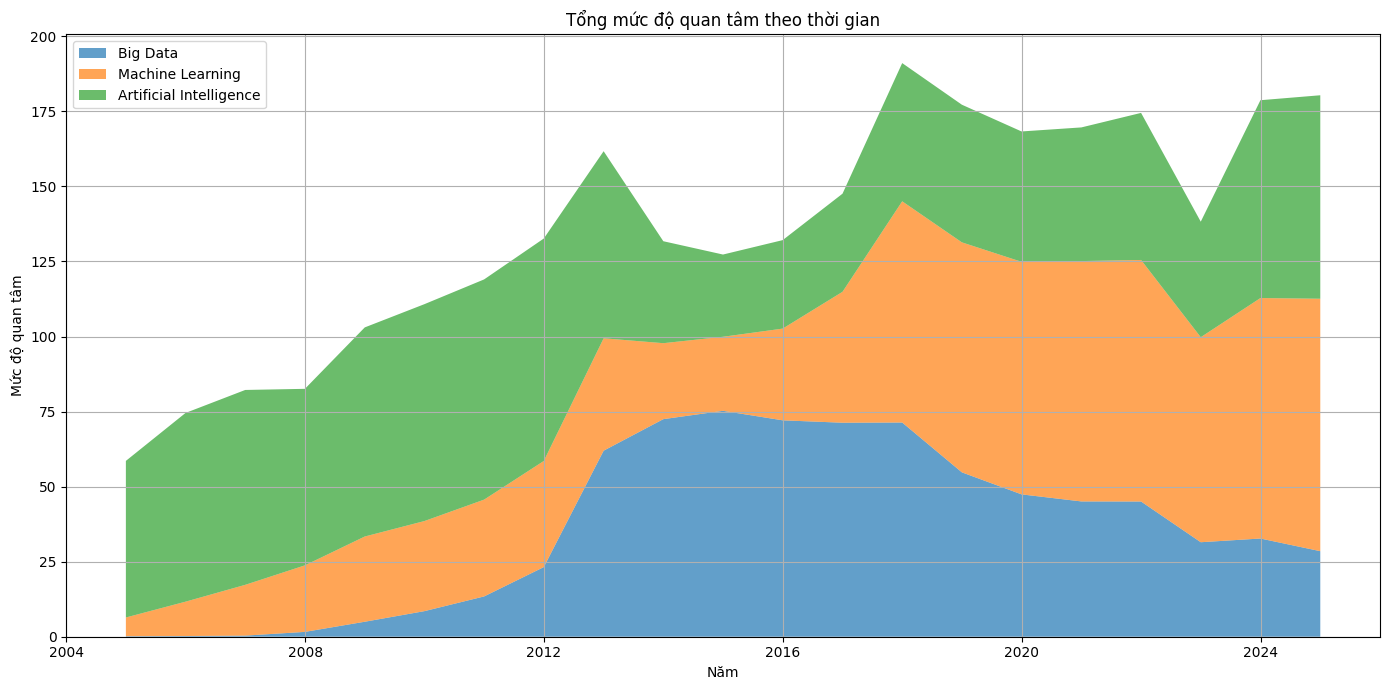 Tổng mức độ quan tâm theo thời gian
200
175
150
125
100
75
50
25
0
Mức độ quan tâm
Big Data
Machine Learning
Artificial Intelligence
2004
2008
2012
2016
2020
2024
Năm